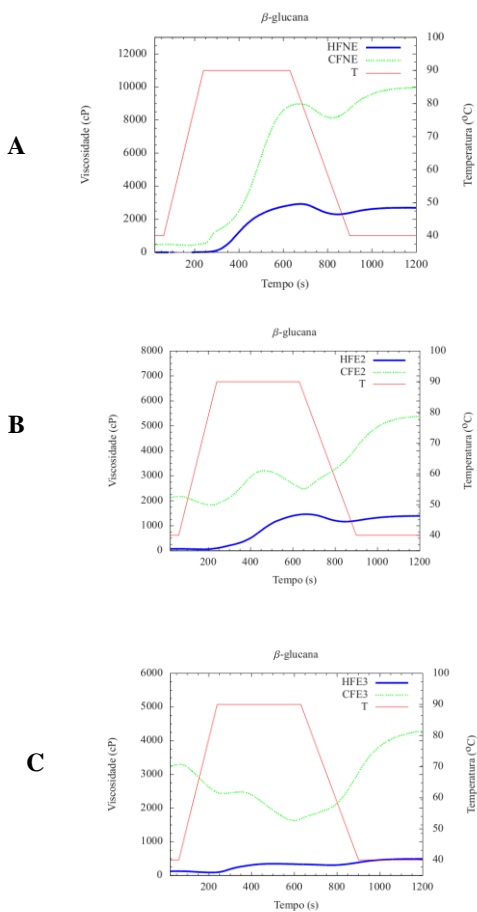 β-glucana
A
HFNE
CFNE
T
Viscosidade (cP)
Temperatura (°C)
12000
10000
8000
6000
4000
2000
0
100
90
80
70
60
50
40
200 400 600 800 1000 1200
Tempo (s)
β-glucana
B
HFE2
CFE2
T
Viscosidade (cP)
Temperatura (°C)
8000
7000
6000
5000
4000
3000
2000
1000
0
100
90
80
70
60
50
40
200 400 600 800 1000 1200
Tempo (s)
β-glucana
C
HFE3
CFE3
T
Viscosidade (cP)
Temperatura (°C)
6000
5000
4000
3000
2000
1000
0
100
90
80
70
60
50
40
200 400 600 800 1000 1200
Tempo (s)